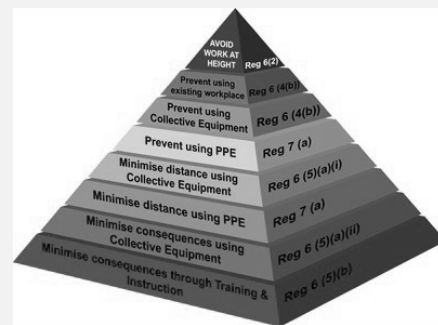 AVOID
WORK AT
HEIGHT
Reg 6(2)
Prevent using
existing workplace
Reg 6 (4(b))
Prevent using
Collective Equipment
Reg 6 (4(b))
Prevent using PPE
Reg 7 (a)
Minimise distance using
Collective Equipment
Reg 6 (5)(a)(i)
Minimise distance using PPE
Reg 7 (a)
Minimise consequences using
Collective Equipment
Reg 6 (5)(a)(ii)
Minimise consequences through Training &
Instruction
Reg 6 (5)(b)